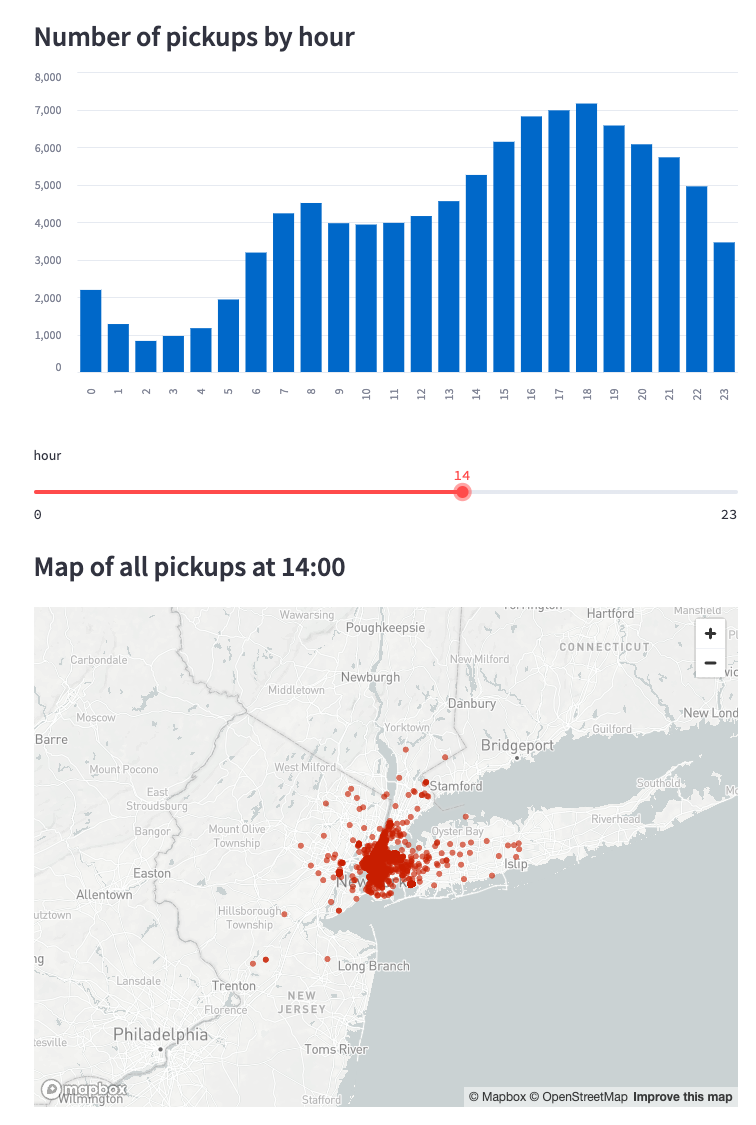 Number of pickups by hour
8,000
7,000
6,000
5,000
4,000
3,000
2,000
1,000
0
0 1 2 3 4 5 6 7 8 9 10 11 12 13 14 15 16 17 18 19 20 21 22 23
hour
14
0 23
Map of all pickups at 14:00
Wawarsing Hartford Mansfield
Poughkeepsie
+
CONNECTICUT
Carbondale New Milford
−
Newburgh
Middletown
Danbury
Moscow New Lond
Yorktown Guilford
Barre Bridgeport
Mount Pocono West Milford
Stamford Southold
East
Stroudsburg
Riverhead
Bangor Mount Olive Oyster Bay
Township
Islip
Easton
Allentown
utztown Hillsborough
Township
ng Long Branch
Lansdale Trenton
NEW
JERSEY
Florence
Philadelphia
esville Toms River
mapbox
Wilmington Stafford
© Mapbox © OpenStreetMap Improve this map